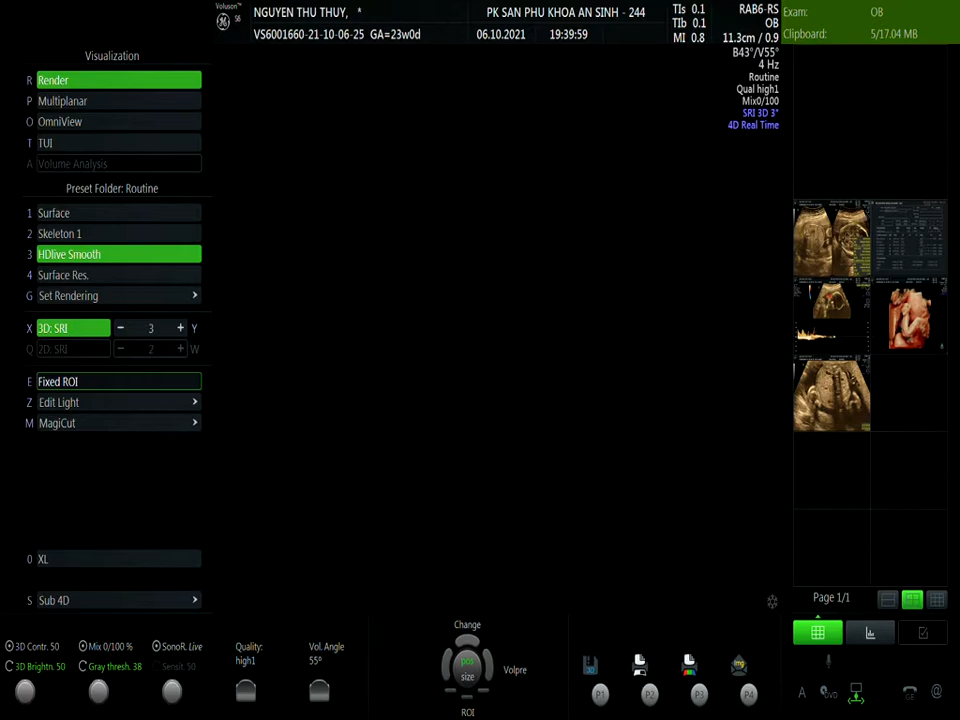 Voluson™
S6
NGUYEN THU THUY, *
PK SAN PHU KHOA AN SINH - 244
VS6001660-21-10-06-25 GA=23w0d
06.10.2021
19:39:59
TIs 0.1
TIb 0.1
MI 0.8
RAB6-RS
OB
11.3cm / 0.9
B43°/V55°
4 Hz
Routine
Qual high1
Mix0/100
SRI 3D 3°
4D Real Time
Exam: OB
Clipboard: 5/17.04 MB
Visualization
R Render
P Multiplanar
O OmniView
T TUI
A Volume Analysis
Preset Folder: Routine
1 Surface
2 Skeleton 1
3 HDlive Smooth
4 Surface Res.
G Set Rendering >
X 3D: SRI − 3 + Y
Q 2D: SRI − 2 + W
E Fixed ROI
Z Edit Light >
M MagiCut >
0 XL
S Sub 4D >
3D Contr. 50
Mix 0/100 %
SonoR. Live
3D Brightn. 50
Gray thresh. 38
Sensit. 50
Quality:
high1
Vol. Angle
55°
Change
pos
size
Volpre
ROI
P1
P2
P3
P4
Page 1/1
A
DVD
@